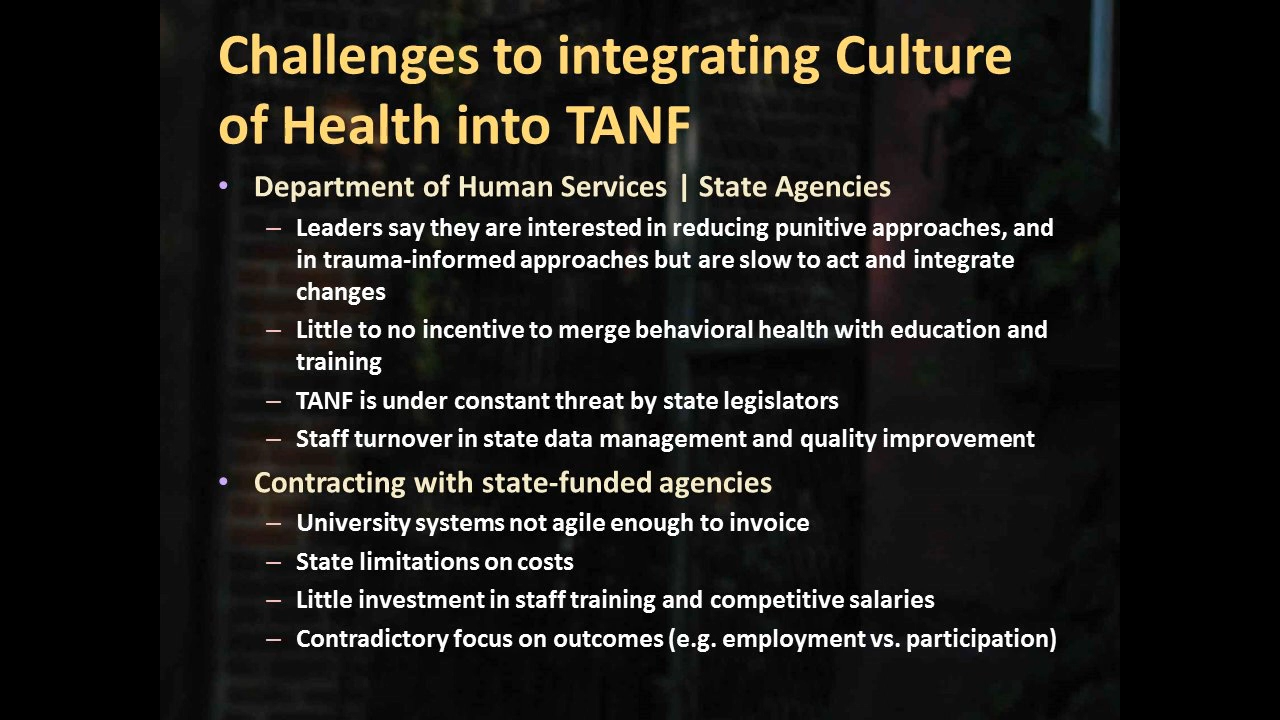 Challenges to integrating Culture
of Health into TANF
• Department of Human Services | State Agencies
– Leaders say they are interested in reducing punitive approaches, and
in trauma-informed approaches but are slow to act and integrate
changes
– Little to no incentive to merge behavioral health with education and
training
– TANF is under constant threat by state legislators
– Staff turnover in state data management and quality improvement
• Contracting with state-funded agencies
– University systems not agile enough to invoice
– State limitations on costs
– Little investment in staff training and competitive salaries
– Contradictory focus on outcomes (e.g. employment vs. participation)